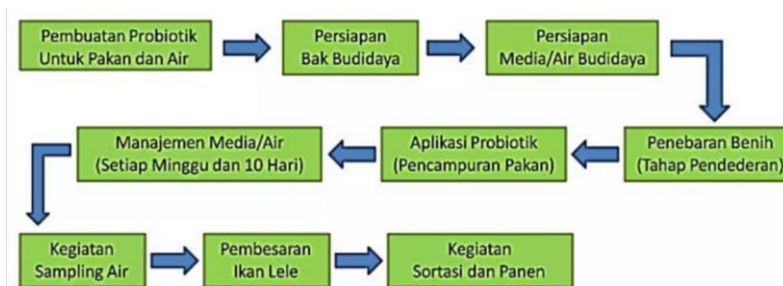 Pembuatan Probiotik
Untuk Pakan dan Air
Persiapan
Bak Budidaya
Persiapan
Media/Air Budidaya
Penebaran Benih
(Tahap Pendederan)
Aplikasi Probiotik
(Pencampuran Pakan)
Manajemen Media/Air
(Setiap Minggu dan 10 Hari)
Kegiatan
Sampling Air
Pembesaran
Ikan Lele
Kegiatan
Sortasi dan Panen